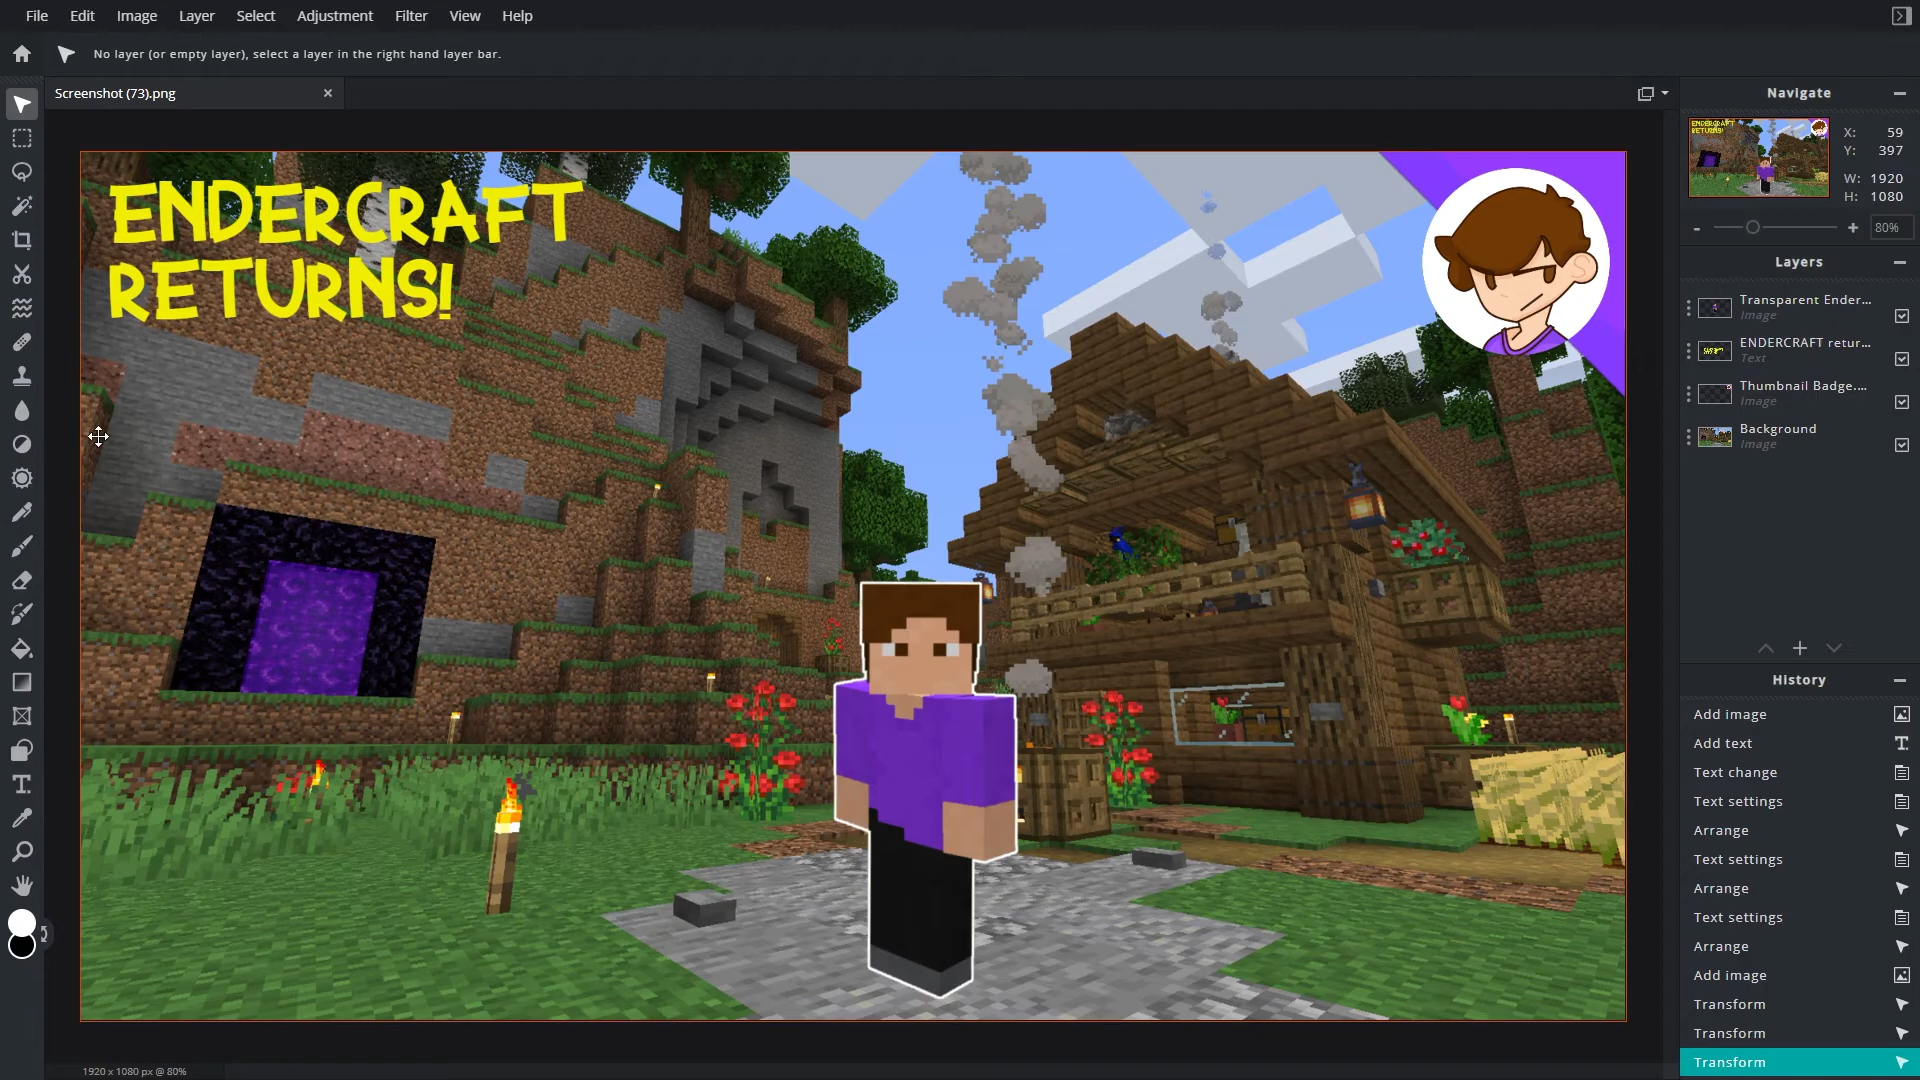 File Edit Image Layer Select Adjustment Filter View Help
No layer (or empty layer), select a layer in the right hand layer bar.
Screenshot (73).png
ENDERCRAFT
RETURNS!
Navigate
X: 59
Y: 397
W: 1920
H: 1080
80%
Layers
Transparent Ender...
Image
ENDERCRAFT retur...
Text
Thumbnail Badge....
Image
Background
Image
History
Add image
Add text
Text change
Text settings
Arrange
Text settings
Arrange
Text settings
Arrange
Add image
Transform
Transform
Transform
1920 x 1080 px @ 80%